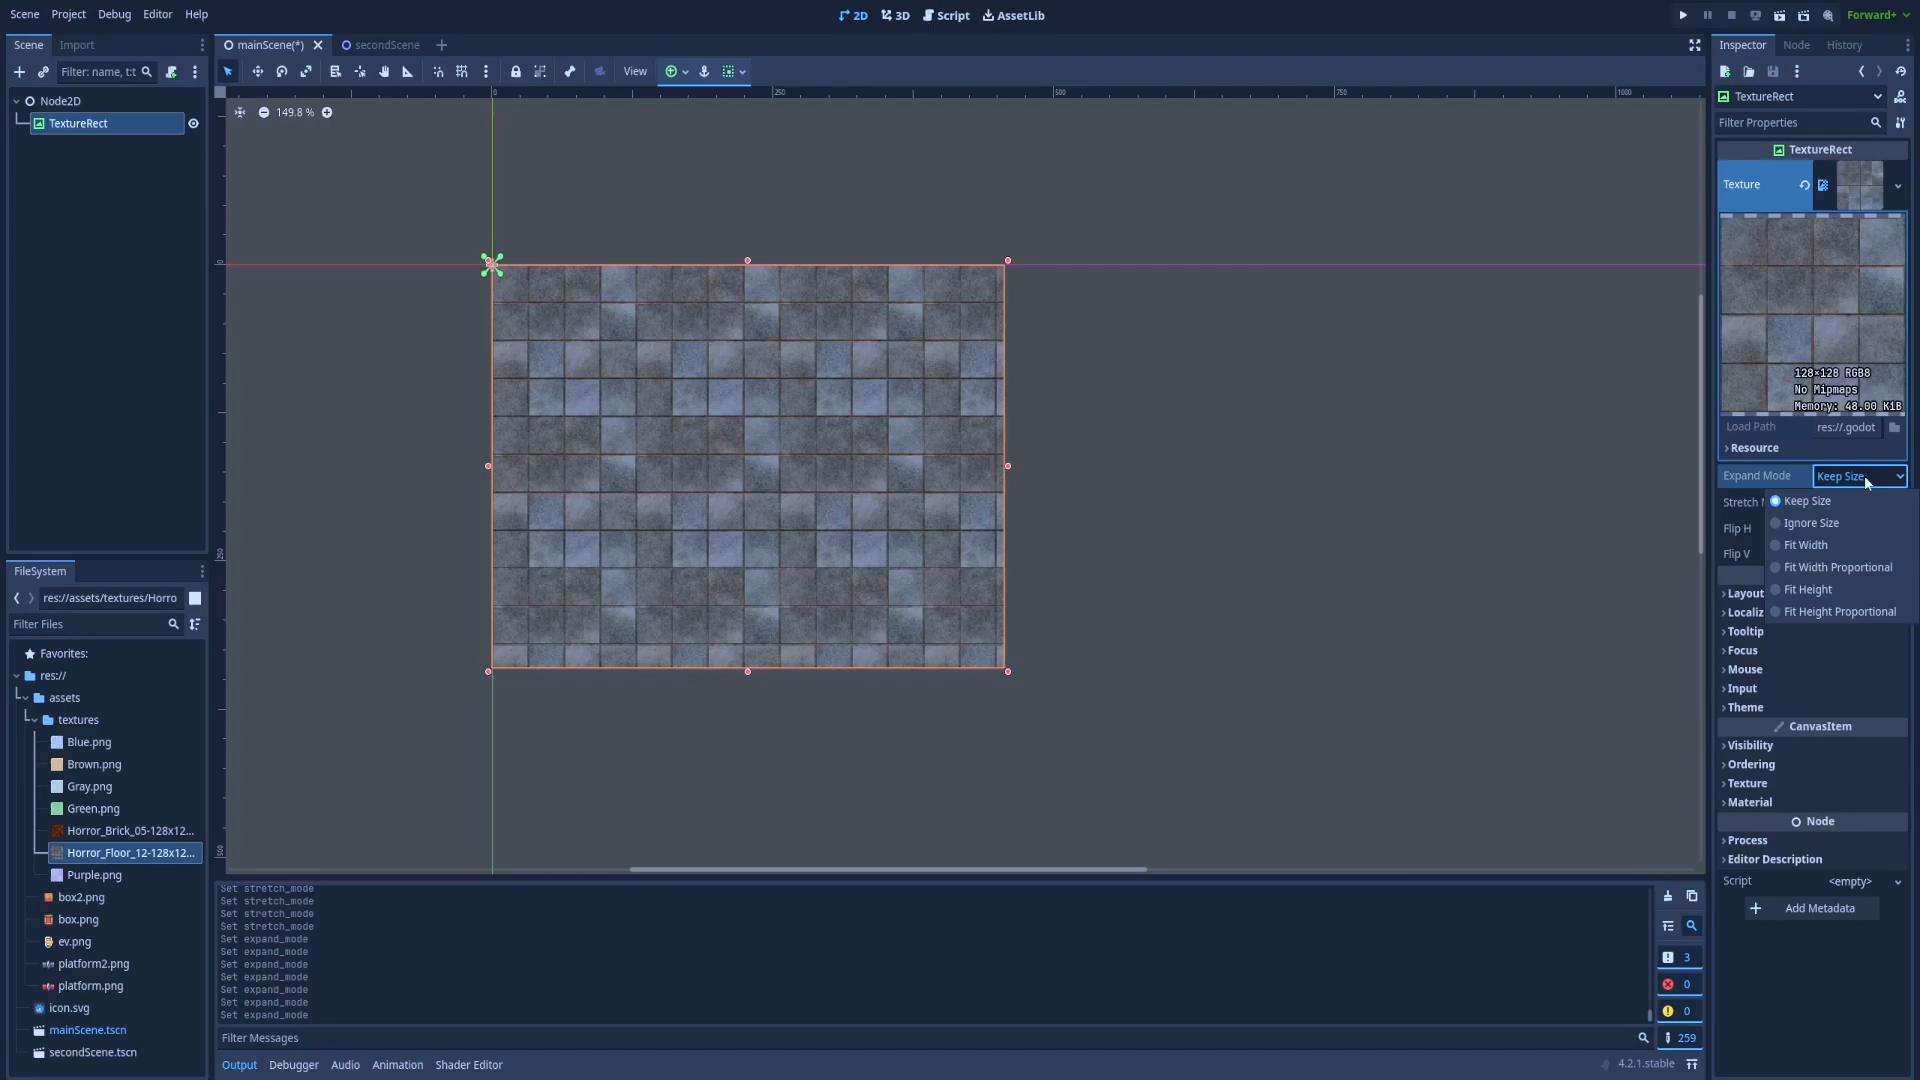 Scene Project Debug Editor Help
2D 3D Script AssetLib
Forward+
Scene Import
mainScene(*) secondScene
Inspector Node History
Filter: name, t:t
View
TextureRect
Node2D
TextureRect
149.8 %
0 250 500 750 1000
0
250
500
Filter Properties
TextureRect
Texture
128×128 RGB8
No Mipmaps
Memory: 48.00 KiB
Load Path res://.godot
Resource
Expand Mode Keep Size
Stretch M
Flip H
Flip V
Keep Size
Ignore Size
Fit Width
Fit Width Proportional
Fit Height
Fit Height Proportional
Layout
Localiz
Tooltip
Focus
Mouse
Input
Theme
CanvasItem
Visibility
Ordering
Texture
Material
Node
Process
Editor Description
Script <empty>
Add Metadata
FileSystem
res://assets/textures/Horro
Filter Files
Favorites:
res://
assets
textures
Blue.png
Brown.png
Gray.png
Green.png
Horror_Brick_05-128x12...
Horror_Floor_12-128x12...
Purple.png
box2.png
box.png
ev.png
platform2.png
platform.png
icon.svg
mainScene.tscn
secondScene.tscn
Set stretch_mode
Set stretch_mode
Set stretch_mode
Set stretch_mode
Set expand_mode
Set expand_mode
Set expand_mode
Set expand_mode
Set expand_mode
Set expand_mode
Set expand_mode
3
0
0
259
Filter Messages
Output Debugger Audio Animation Shader Editor
4.2.1.stable